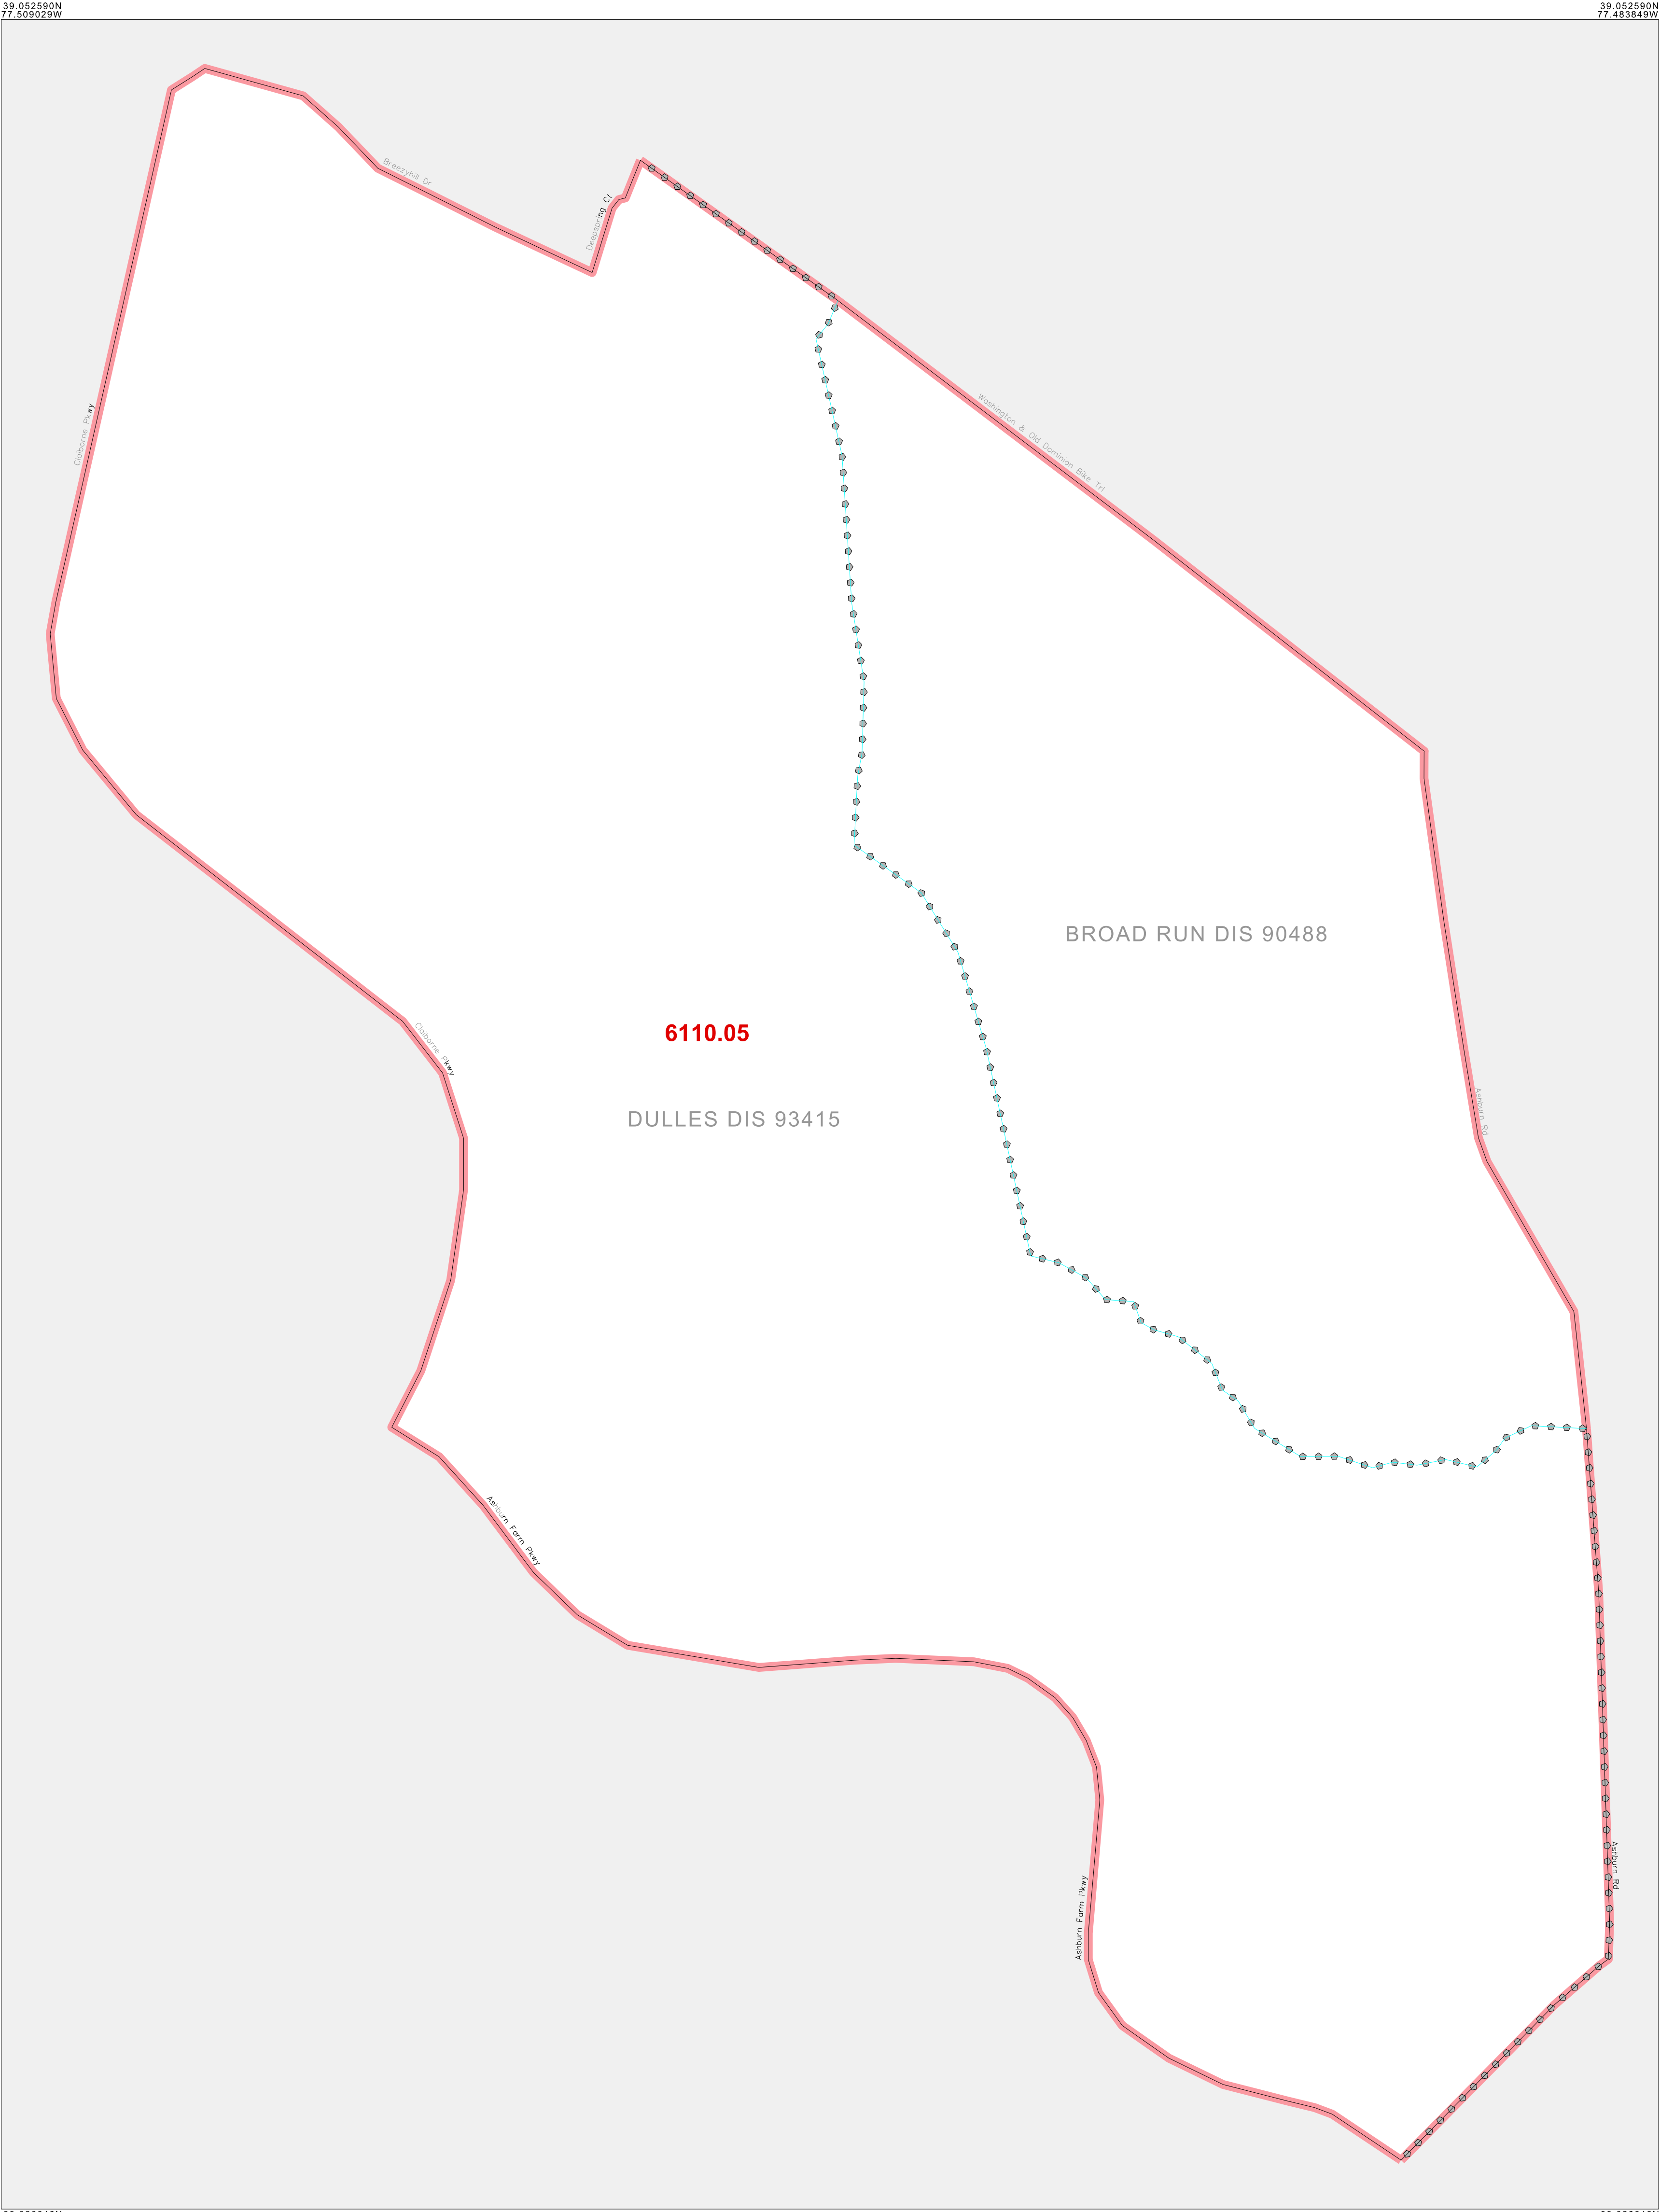 39.052590N
77.509029W
39.052590N
77.483849W
Breezyhill Dr
Deepspring Ct
Claiborne Pkwy
Washington & Old Dominion Bike Trl
BROAD RUN DIS 90488
6110.05
Claiborne Pkwy
DULLES DIS 93415
Ashburn Rd
Ashburn Farm Pkwy
Ashburn Rd
Ashburn Farm Pkwy